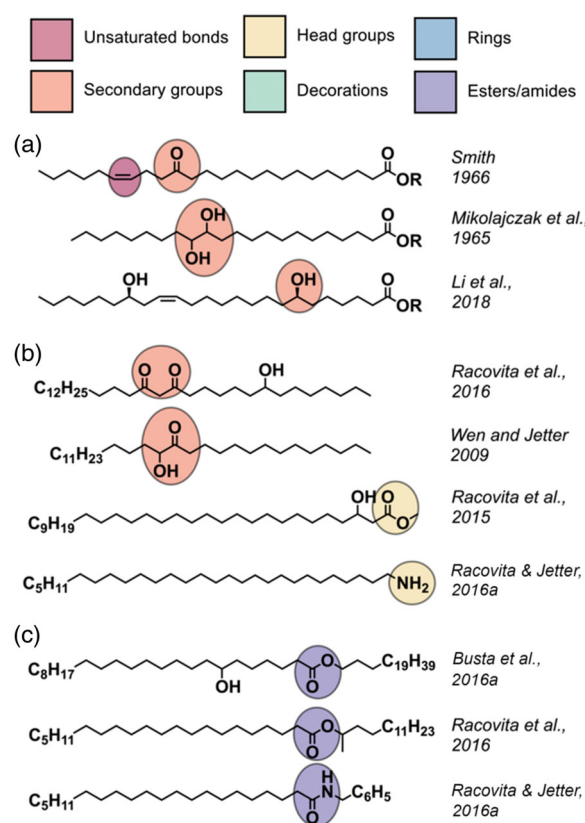 Unsaturated bonds
Head groups
Rings
Secondary groups
Decorations
Esters/amides
(a)
O
O
OR
Smith
1966
OH
OH
O
OR
Mikolajczak et al.,
1965
OH
OH
O
OR
Li et al.,
2018
(b)
C12H25
O O
OH
Racovita et al.,
2016
C11H23
O
OH
Wen and Jetter
2009
C9H19
OH O
O
Racovita et al.,
2015
C5H11
NH2
Racovita & Jetter,
2016a
(c)
C8H17
OH
O
O
C19H39
Busta et al.,
2016a
C5H11
O
O
C11H23
Racovita et al.,
2016
C5H11
O
H
N
C6H5
Racovita & Jetter,
2016a